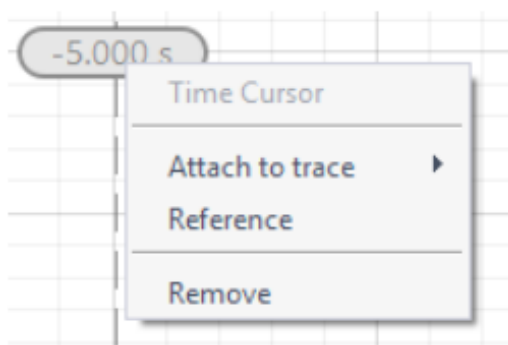 -5.000 s
Time Cursor
Attach to trace
Reference
Remove